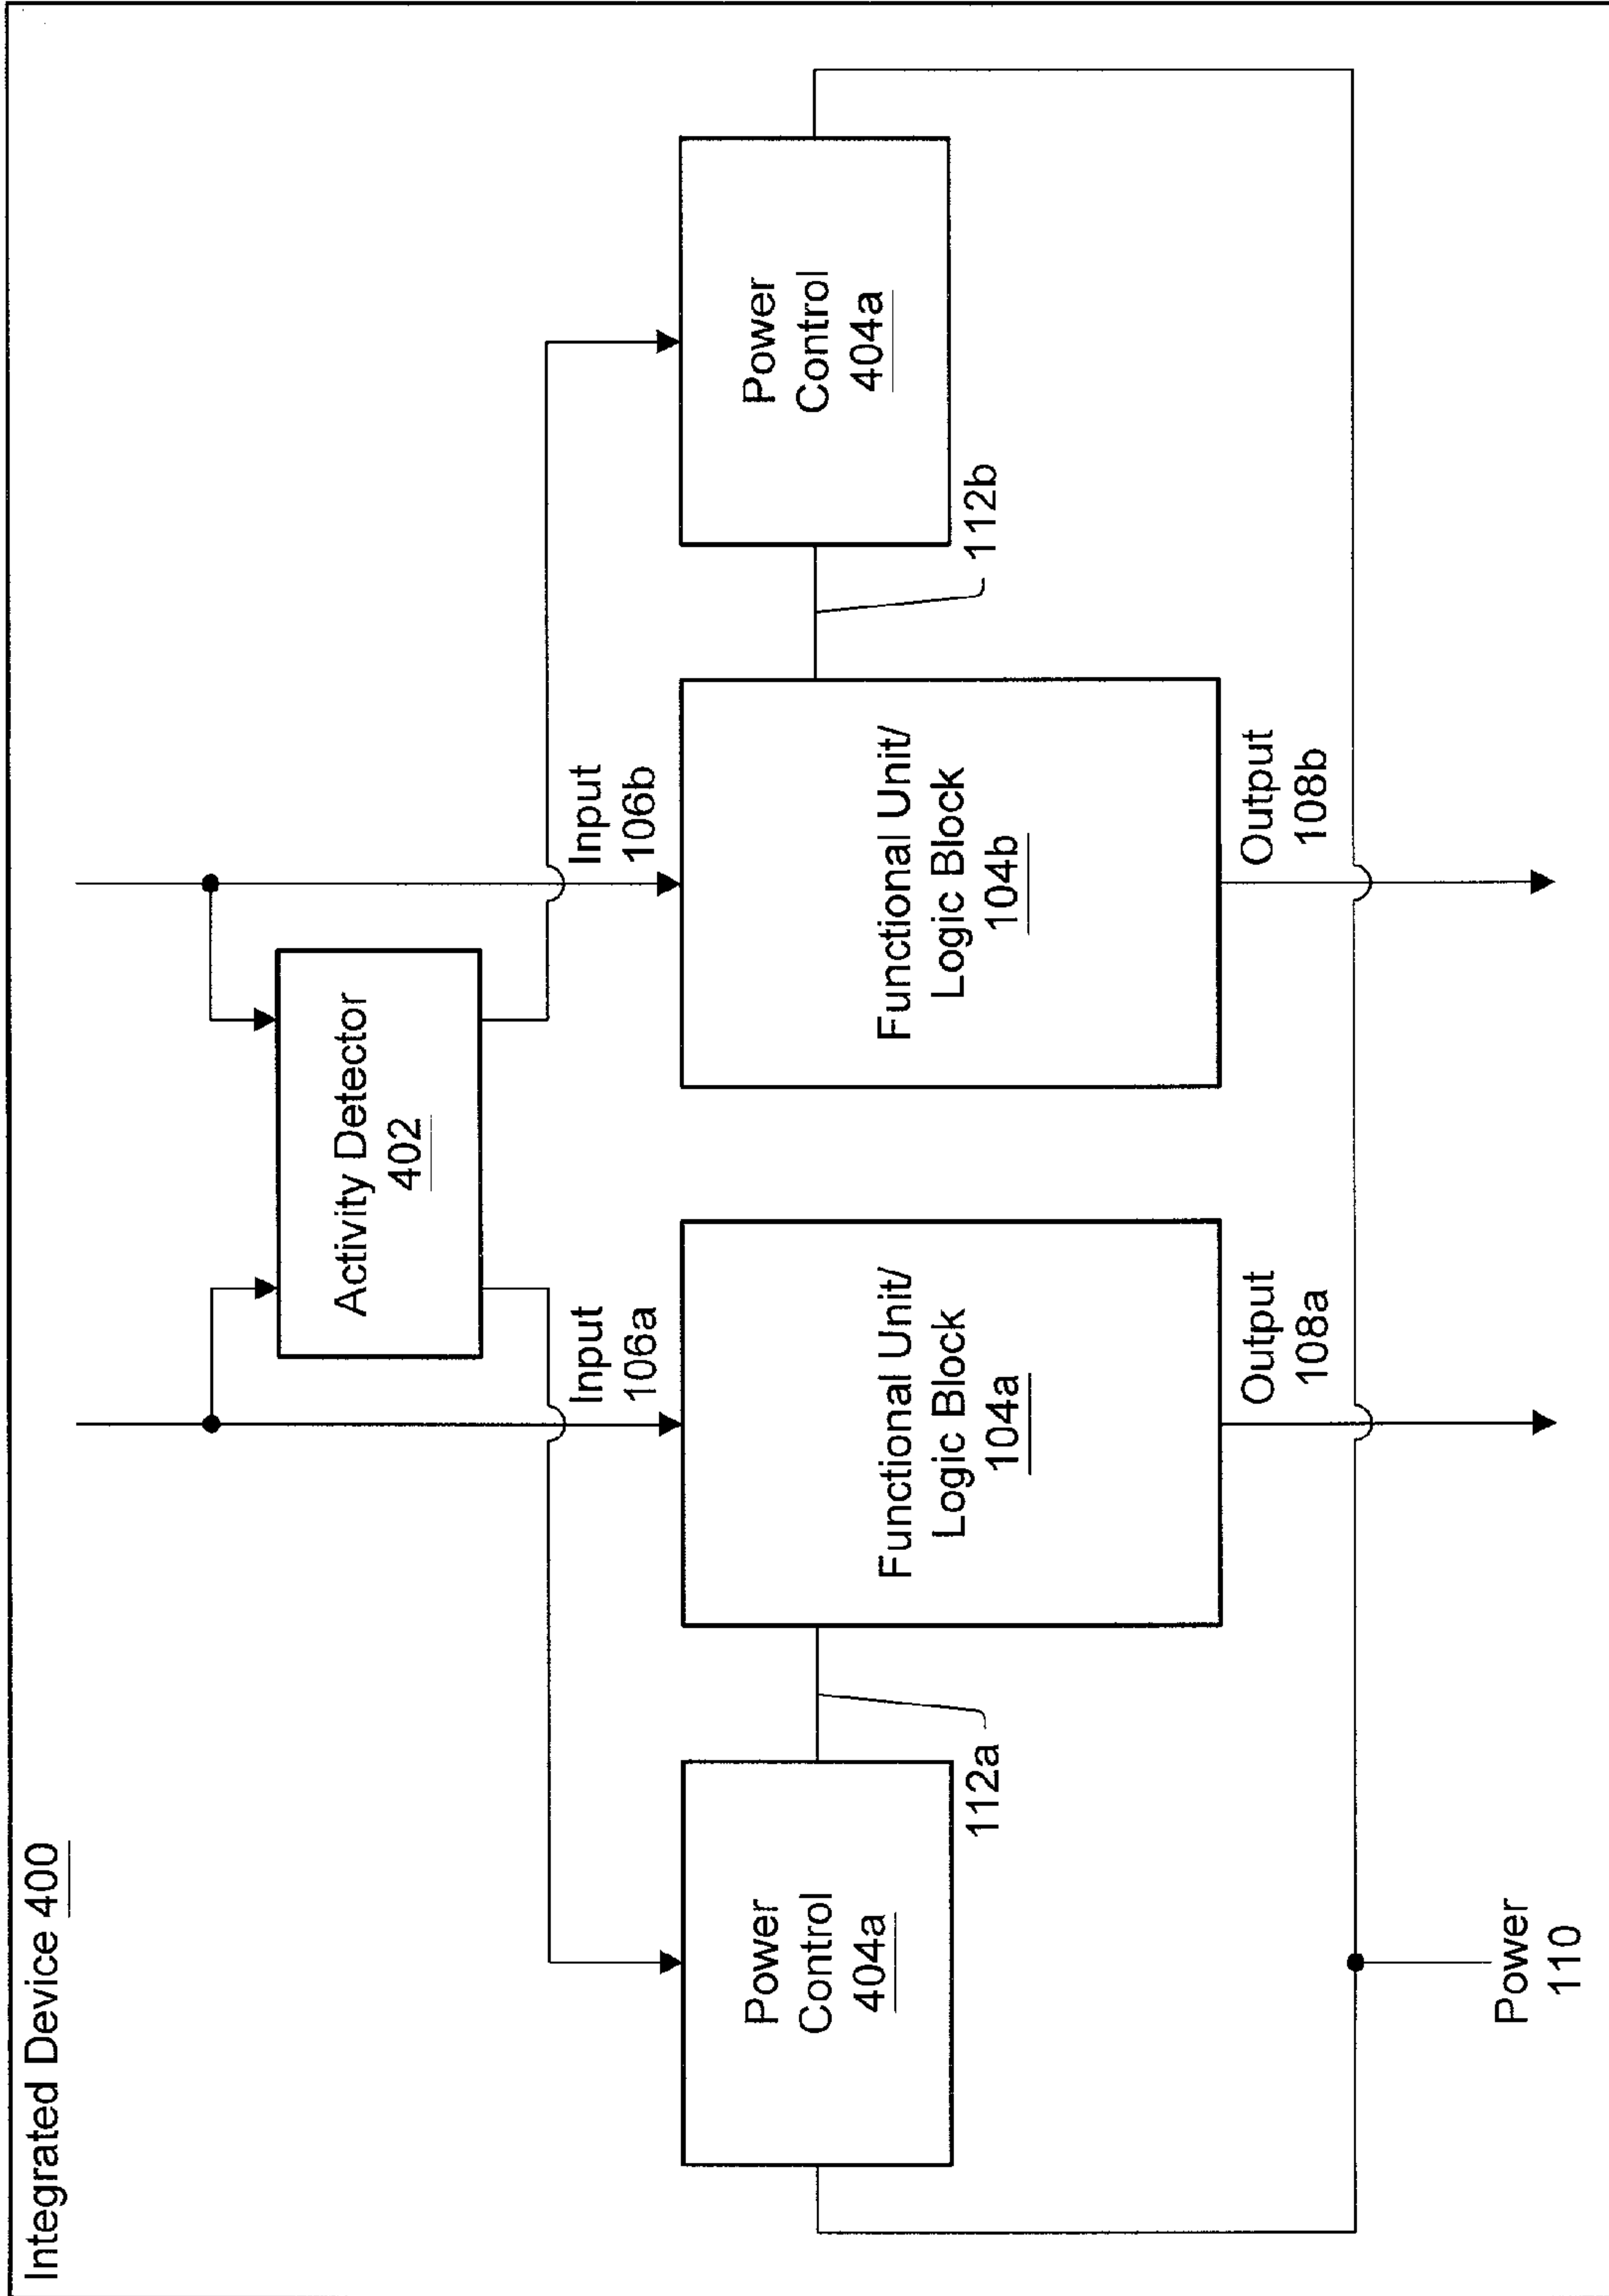 Integrated Device 400
Activity Detector
402
Input
106a
Input
106b
Power
Control
404a
112a
Functional Unit/
Logic Block
104a
Functional Unit/
Logic Block
104b
112b
Power
Control
404a
Output
108a
Output
108b
Power
110